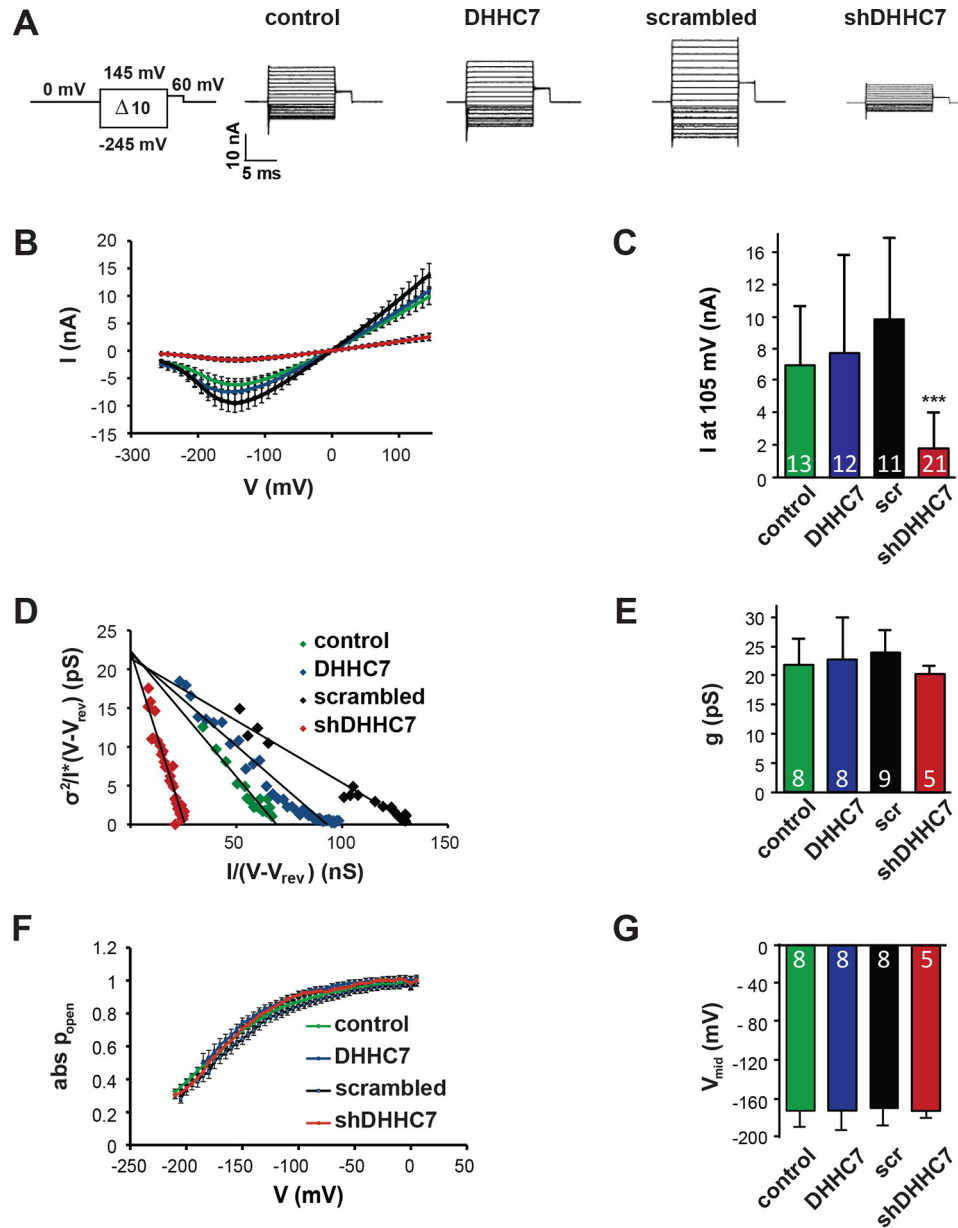 A
control
DHHC7
scrambled
shDHHC7
0 mV
145 mV
60 mV
Δ 10
-245 mV
10 nA
5 ms
B
20
15
10
5
0
-5
-10
-15
-300
-200
-100
0
100
I (nA)
V (mV)
C
16
12
10
8
6
4
2
0
I at 105 mV (nA)
***
13
12
11
21
control
DHHC7
scr
shDHHC7
D
25
20
15
10
5
0
50
100
150
σ²/I*(V-Vrev) (pS)
I/(V-Vrev) (nS)
control
DHHC7
scrambled
shDHHC7
E
30
25
20
15
10
5
0
g (pS)
8
8
9
5
control
DHHC7
scr
shDHHC7
F
1.2
1
0.8
0.6
0.4
0.2
0
-250
-200
-150
-100
-50
0
50
abs popen
V (mV)
control
DHHC7
scrambled
shDHHC7
G
0
- 40
- 80
-120
-160
-200
Vmid (mV)
8
8
8
5
control
DHHC7
scr
shDHHC7